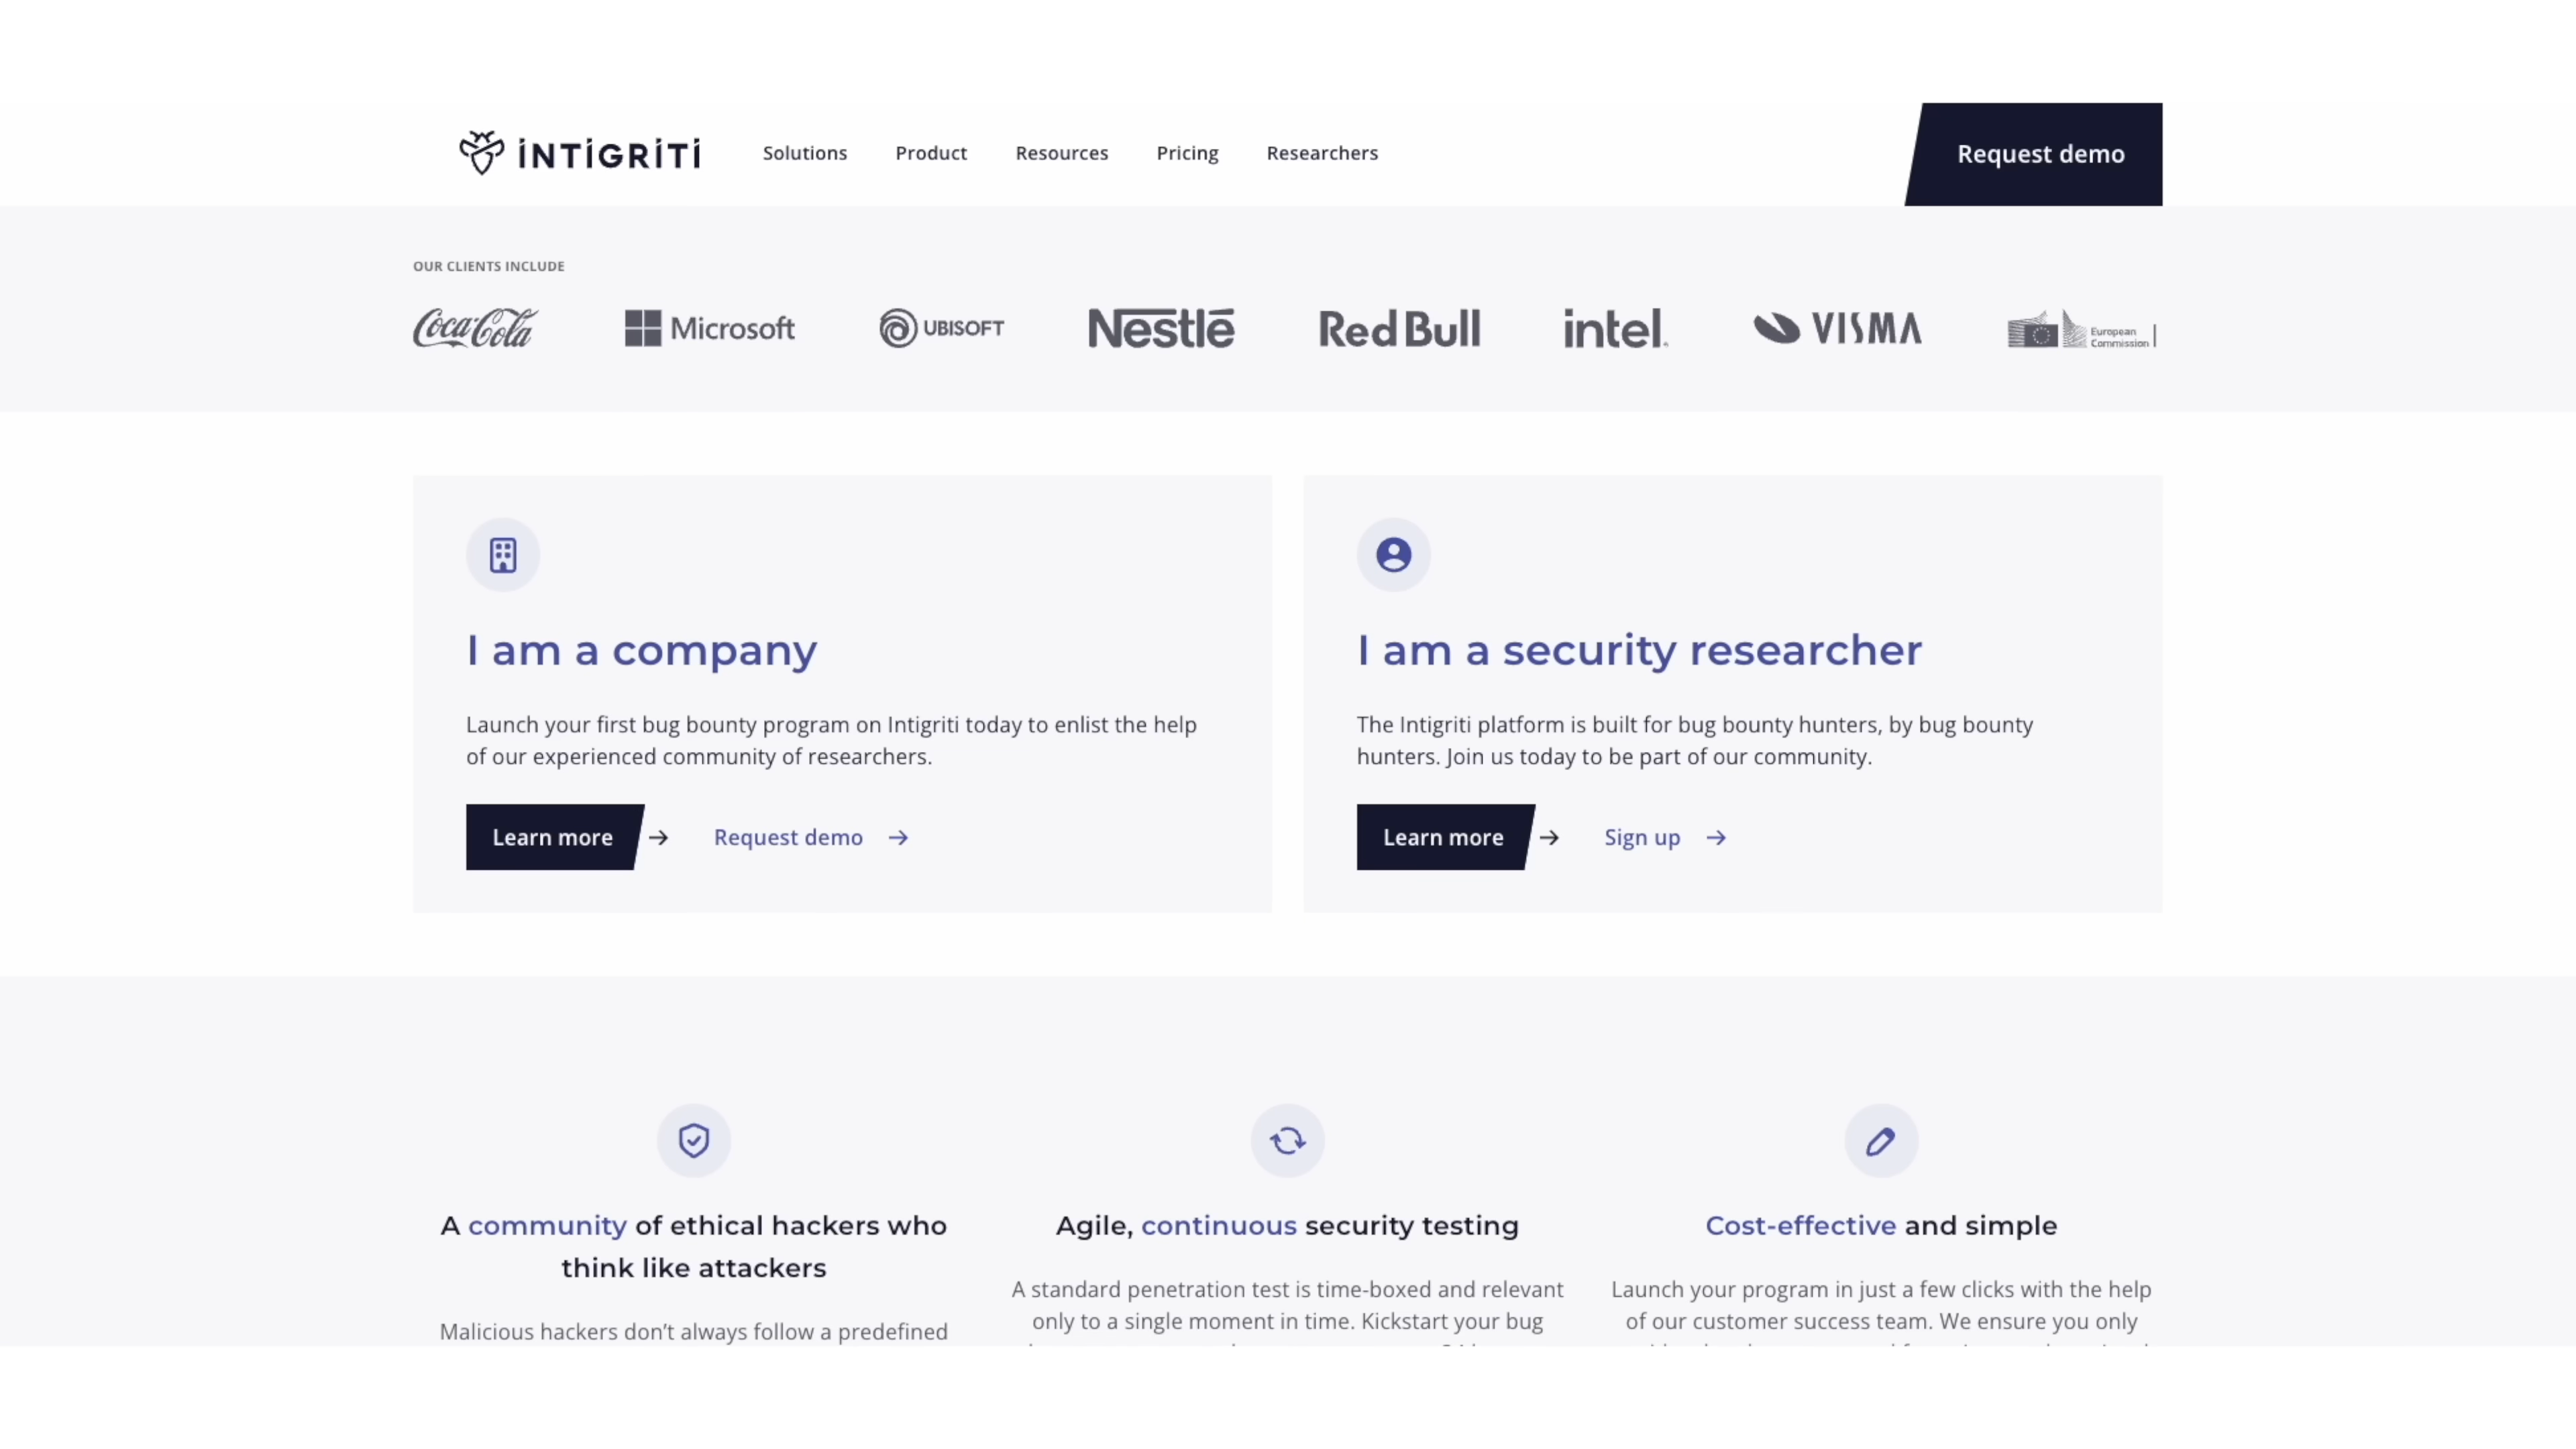 INTIGRITI
Solutions
Product
Resources
Pricing
Researchers
Request demo
OUR CLIENTS INCLUDE
Coca-Cola
Microsoft
UBISOFT
Nestlé
Red Bull
intel.
VISMA
European
Commission
I am a company
Launch your first bug bounty program on Intigriti today to enlist the help
of our experienced community of researchers.
Learn more → Request demo →
I am a security researcher
The Intigriti platform is built for bug bounty hunters, by bug bounty
hunters. Join us today to be part of our community.
Learn more → Sign up →
A community of ethical hackers who
think like attackers
Malicious hackers don’t always follow a predefined
Agile, continuous security testing
A standard penetration test is time-boxed and relevant
only to a single moment in time. Kickstart your bug
Cost-effective and simple
Launch your program in just a few clicks with the help
of our customer success team. We ensure you only